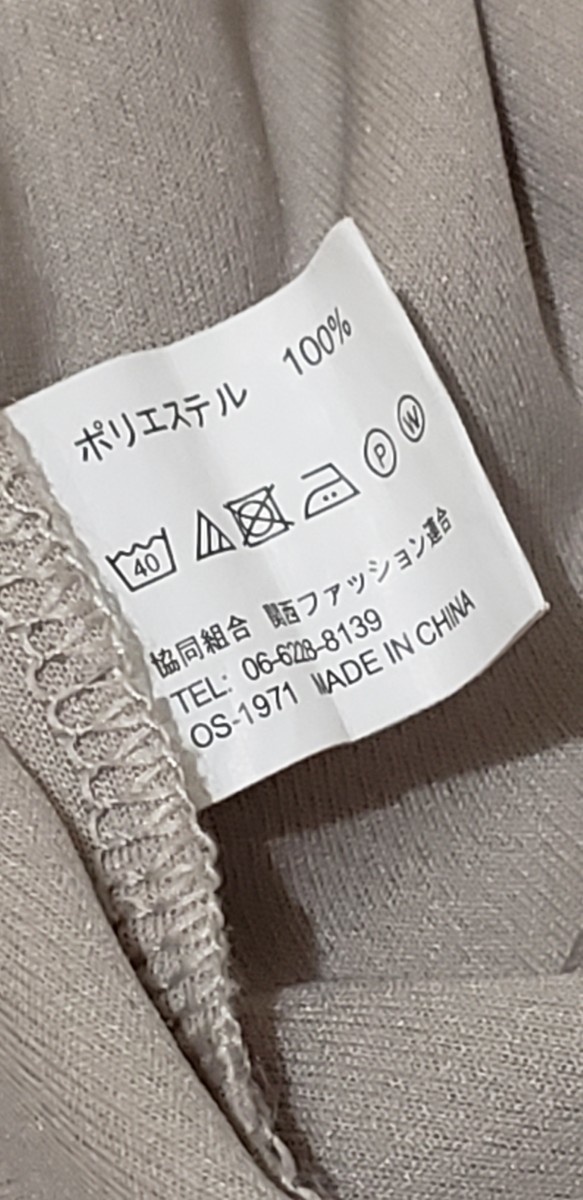 ポリエステル 100%
40 P W
協同組合 関西ファッション連合
TEL: 06-6228-8139
OS-1971 MADE IN CHINA